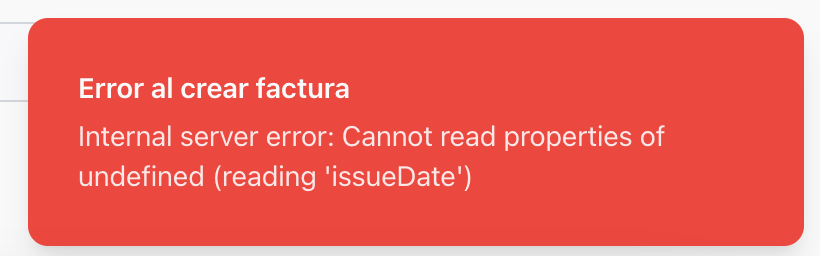 Error al crear factura
Internal server error: Cannot read properties of
undefined (reading 'issueDate')